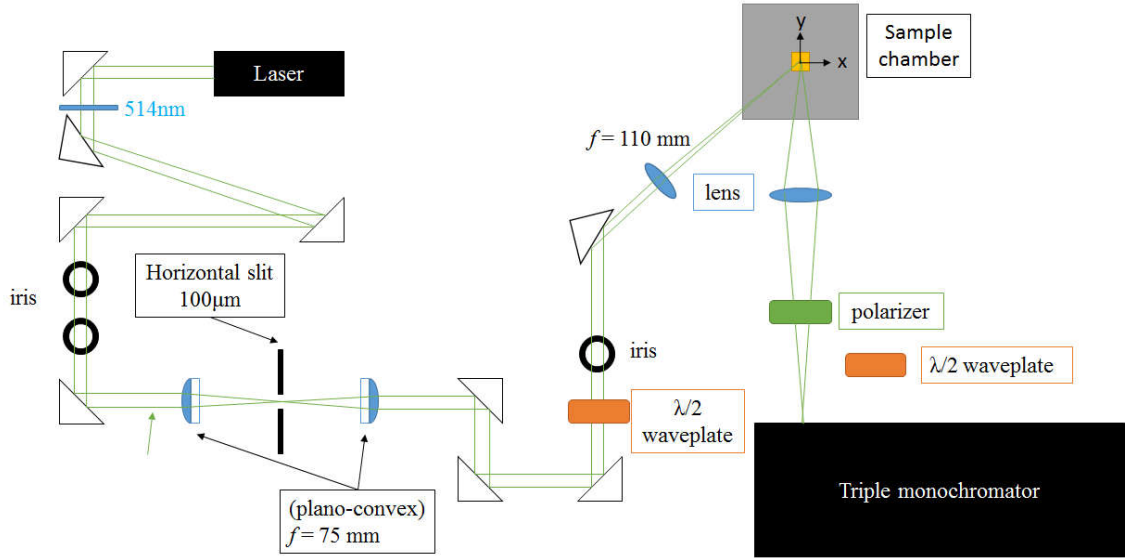 Laser
514nm
y
x
Sample
chamber
f = 110 mm
lens
Horizontal slit
100μm
iris
iris
polarizer
λ/2 waveplate
λ/2
waveplate
(plano-convex)
f = 75 mm
Triple monochromator